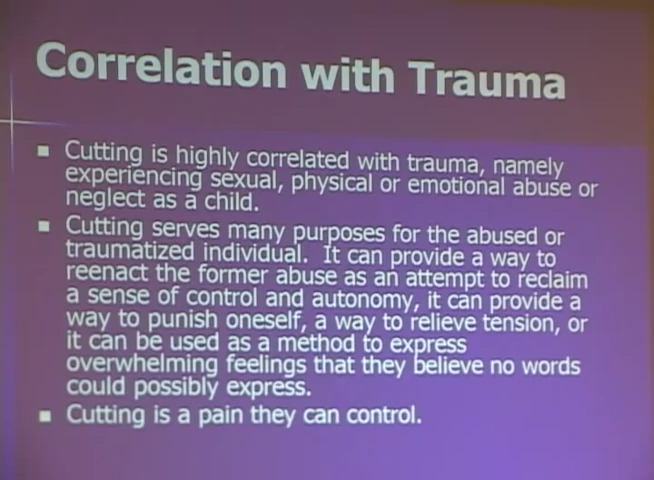 Correlation with Trauma
Cutting is highly correlated with trauma, namely
experiencing sexual, physical or emotional abuse or
neglect as a child.
Cutting serves many purposes for the abused or
traumatized individual. It can provide a way to
reenact the former abuse as an attempt to reclaim
a sense of control and autonomy, it can provide a
way to punish oneself, a way to relieve tension, or
it can be used as a method to express
overwhelming feelings that they believe no words
could possibly express.
Cutting is a pain they can control.